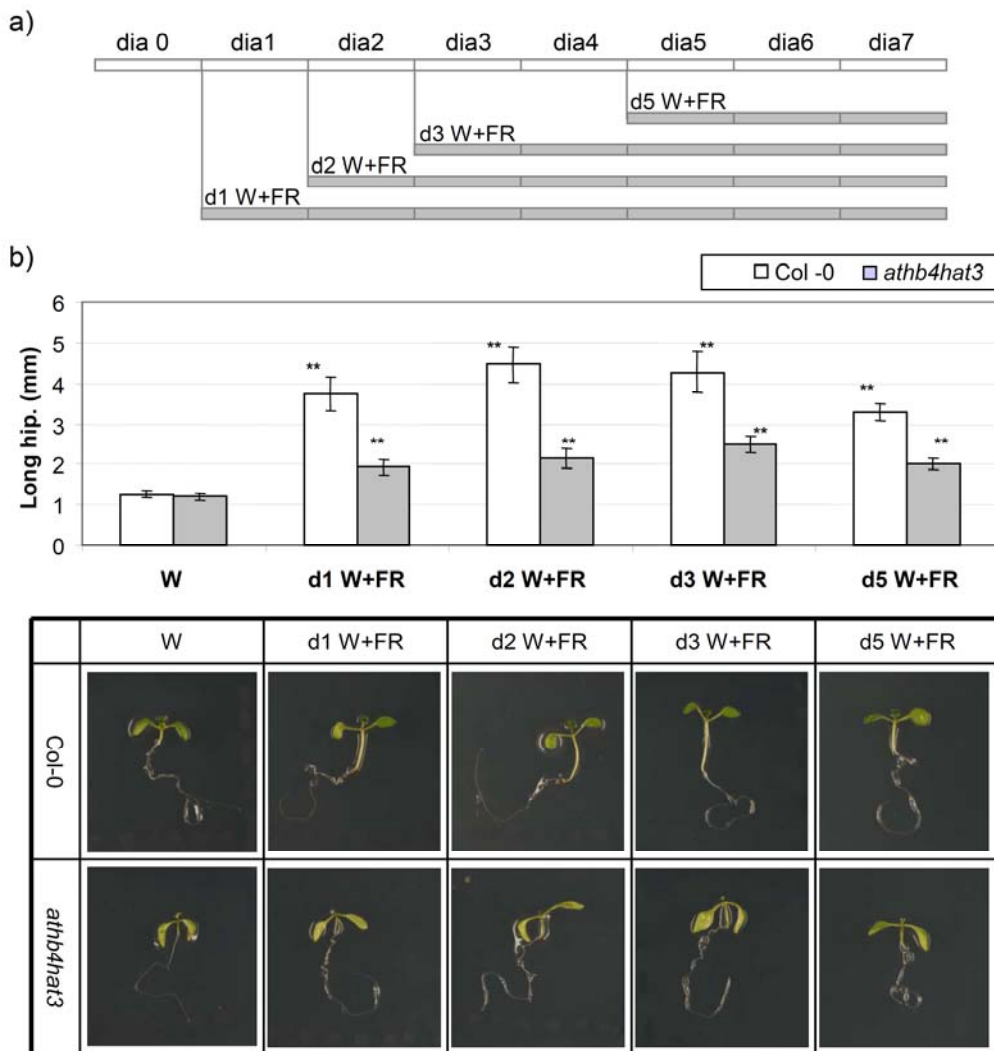 a)
dia 0 dia1 dia2 dia3 dia4 dia5 dia6 dia7
d5 W+FR
d3 W+FR
d2 W+FR
d1 W+FR
b)
Col -0 athb4hat3
Long hip. (mm)
6
5
4
3
2
1
0
** ** ** **
** ** ** **
W d1 W+FR d2 W+FR d3 W+FR d5 W+FR
W d1 W+FR d2 W+FR d3 W+FR d5 W+FR
Col-0
athb4hat3